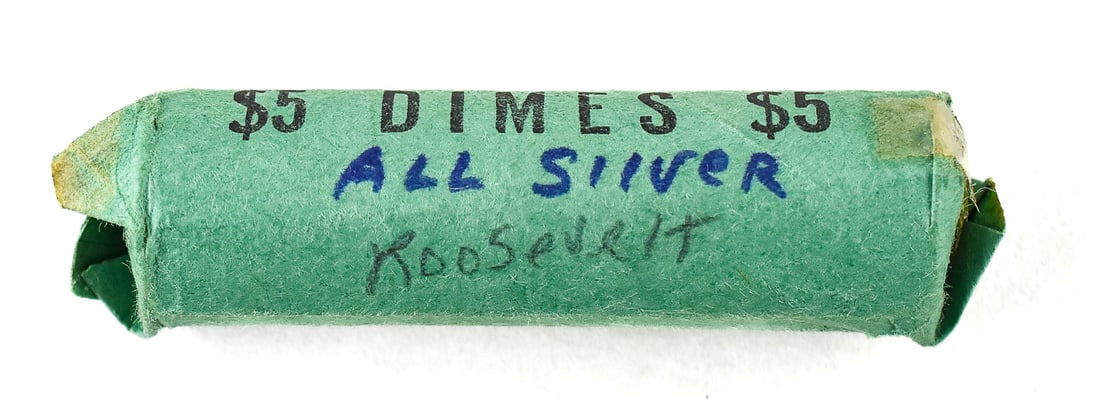 $5 DIMES $5
ALL SilveR
Roosevelt